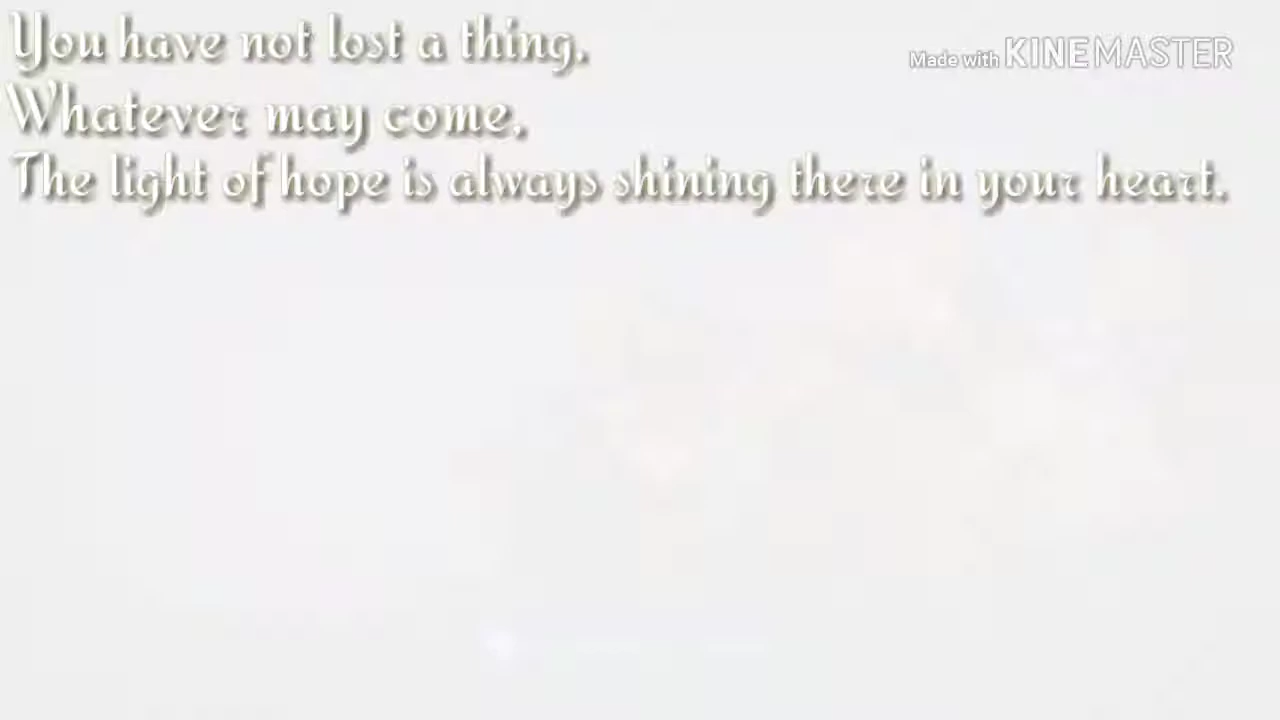 You have not lost a thing.
Made with KINEMASTER
Whatever may come,
The light of hope is always shining there in your heart.